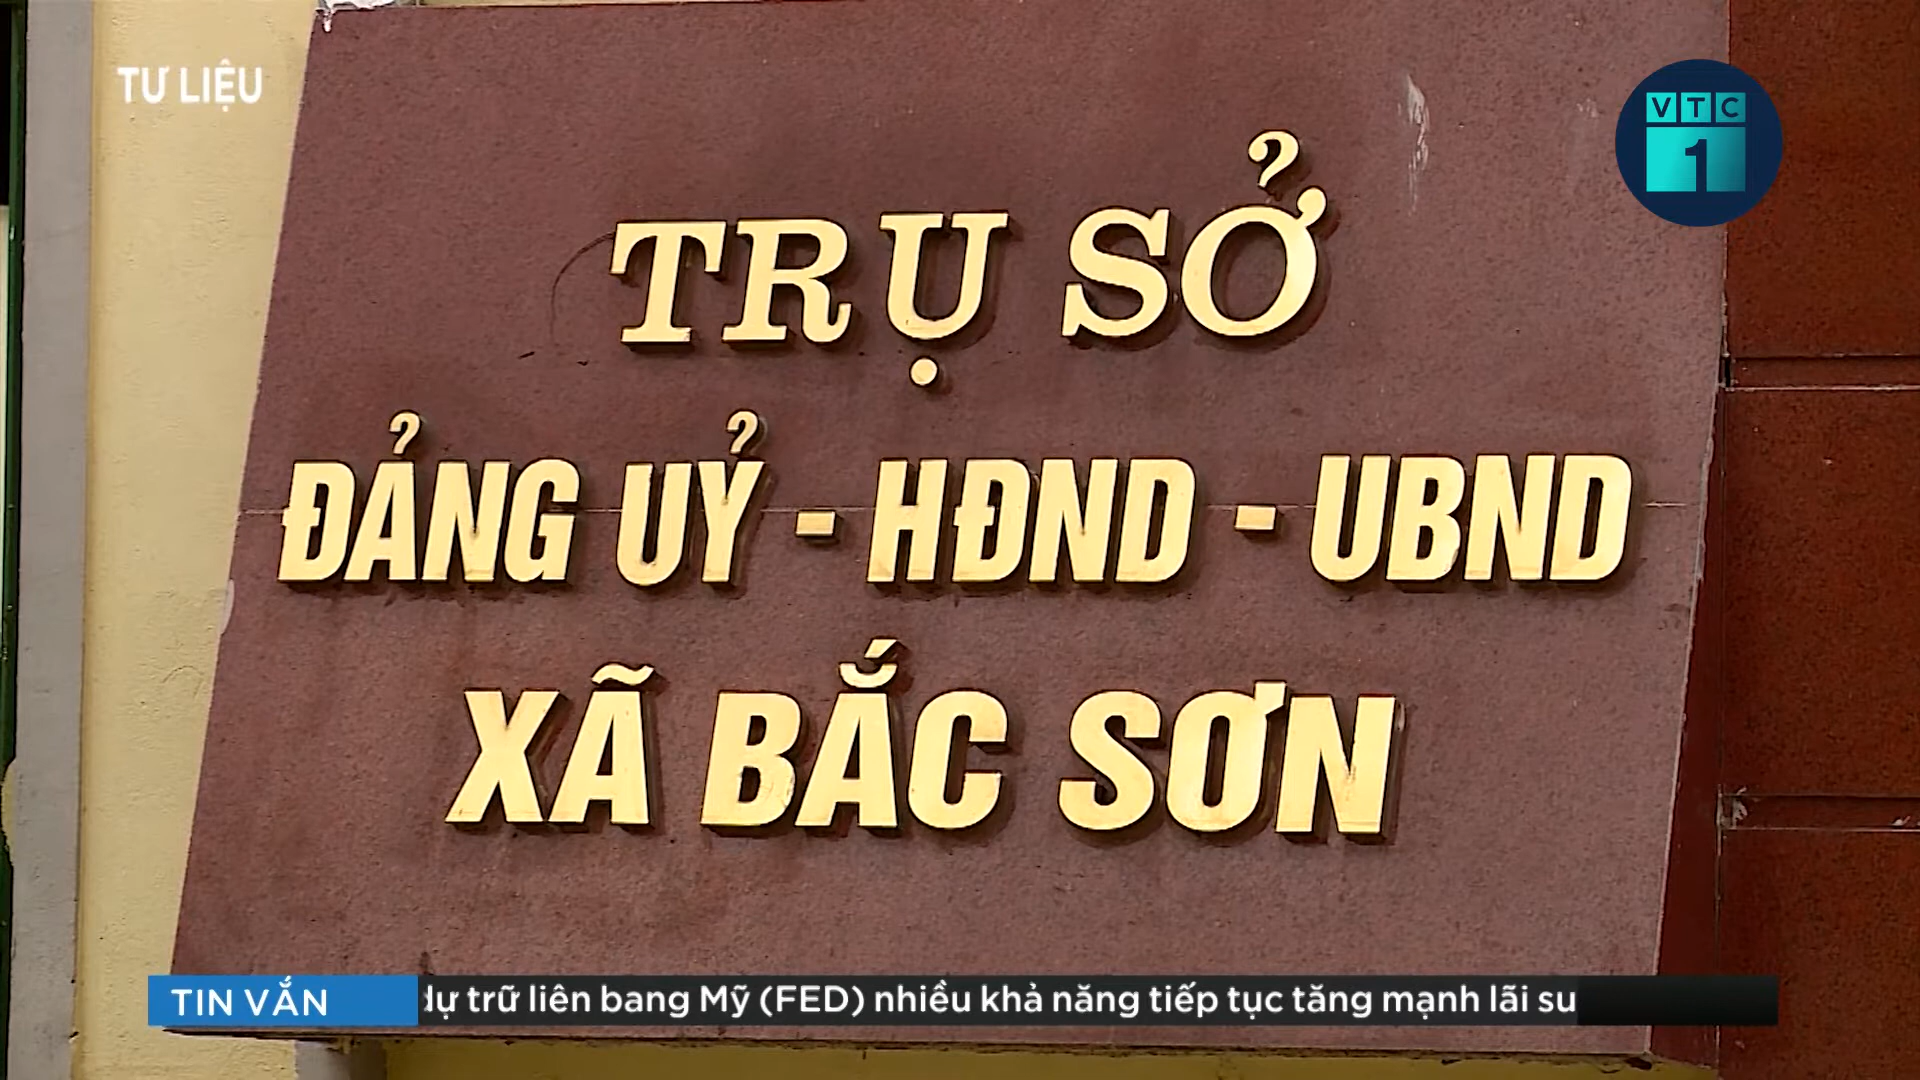 TƯ LIỆU
VTC
1
TRỤ SỞ
ĐẢNG UỶ - HĐND - UBND
XÃ BẮC SƠN
TIN VẮN
dự trữ liên bang Mỹ (FED) nhiều khả năng tiếp tục tăng mạnh lãi su